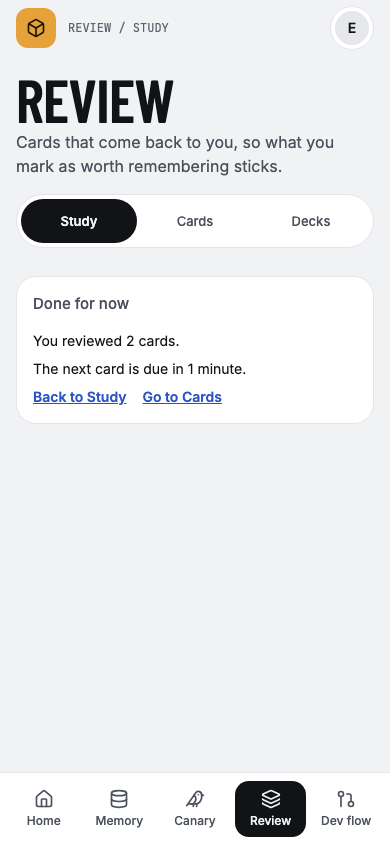 REVIEW / STUDY
E
REVIEW
Cards that come back to you, so what you
mark as worth remembering sticks.
Study
Cards
Decks
Done for now
You reviewed 2 cards.
The next card is due in 1 minute.
Back to Study
Go to Cards
Home
Memory
Canary
Review
Dev flow